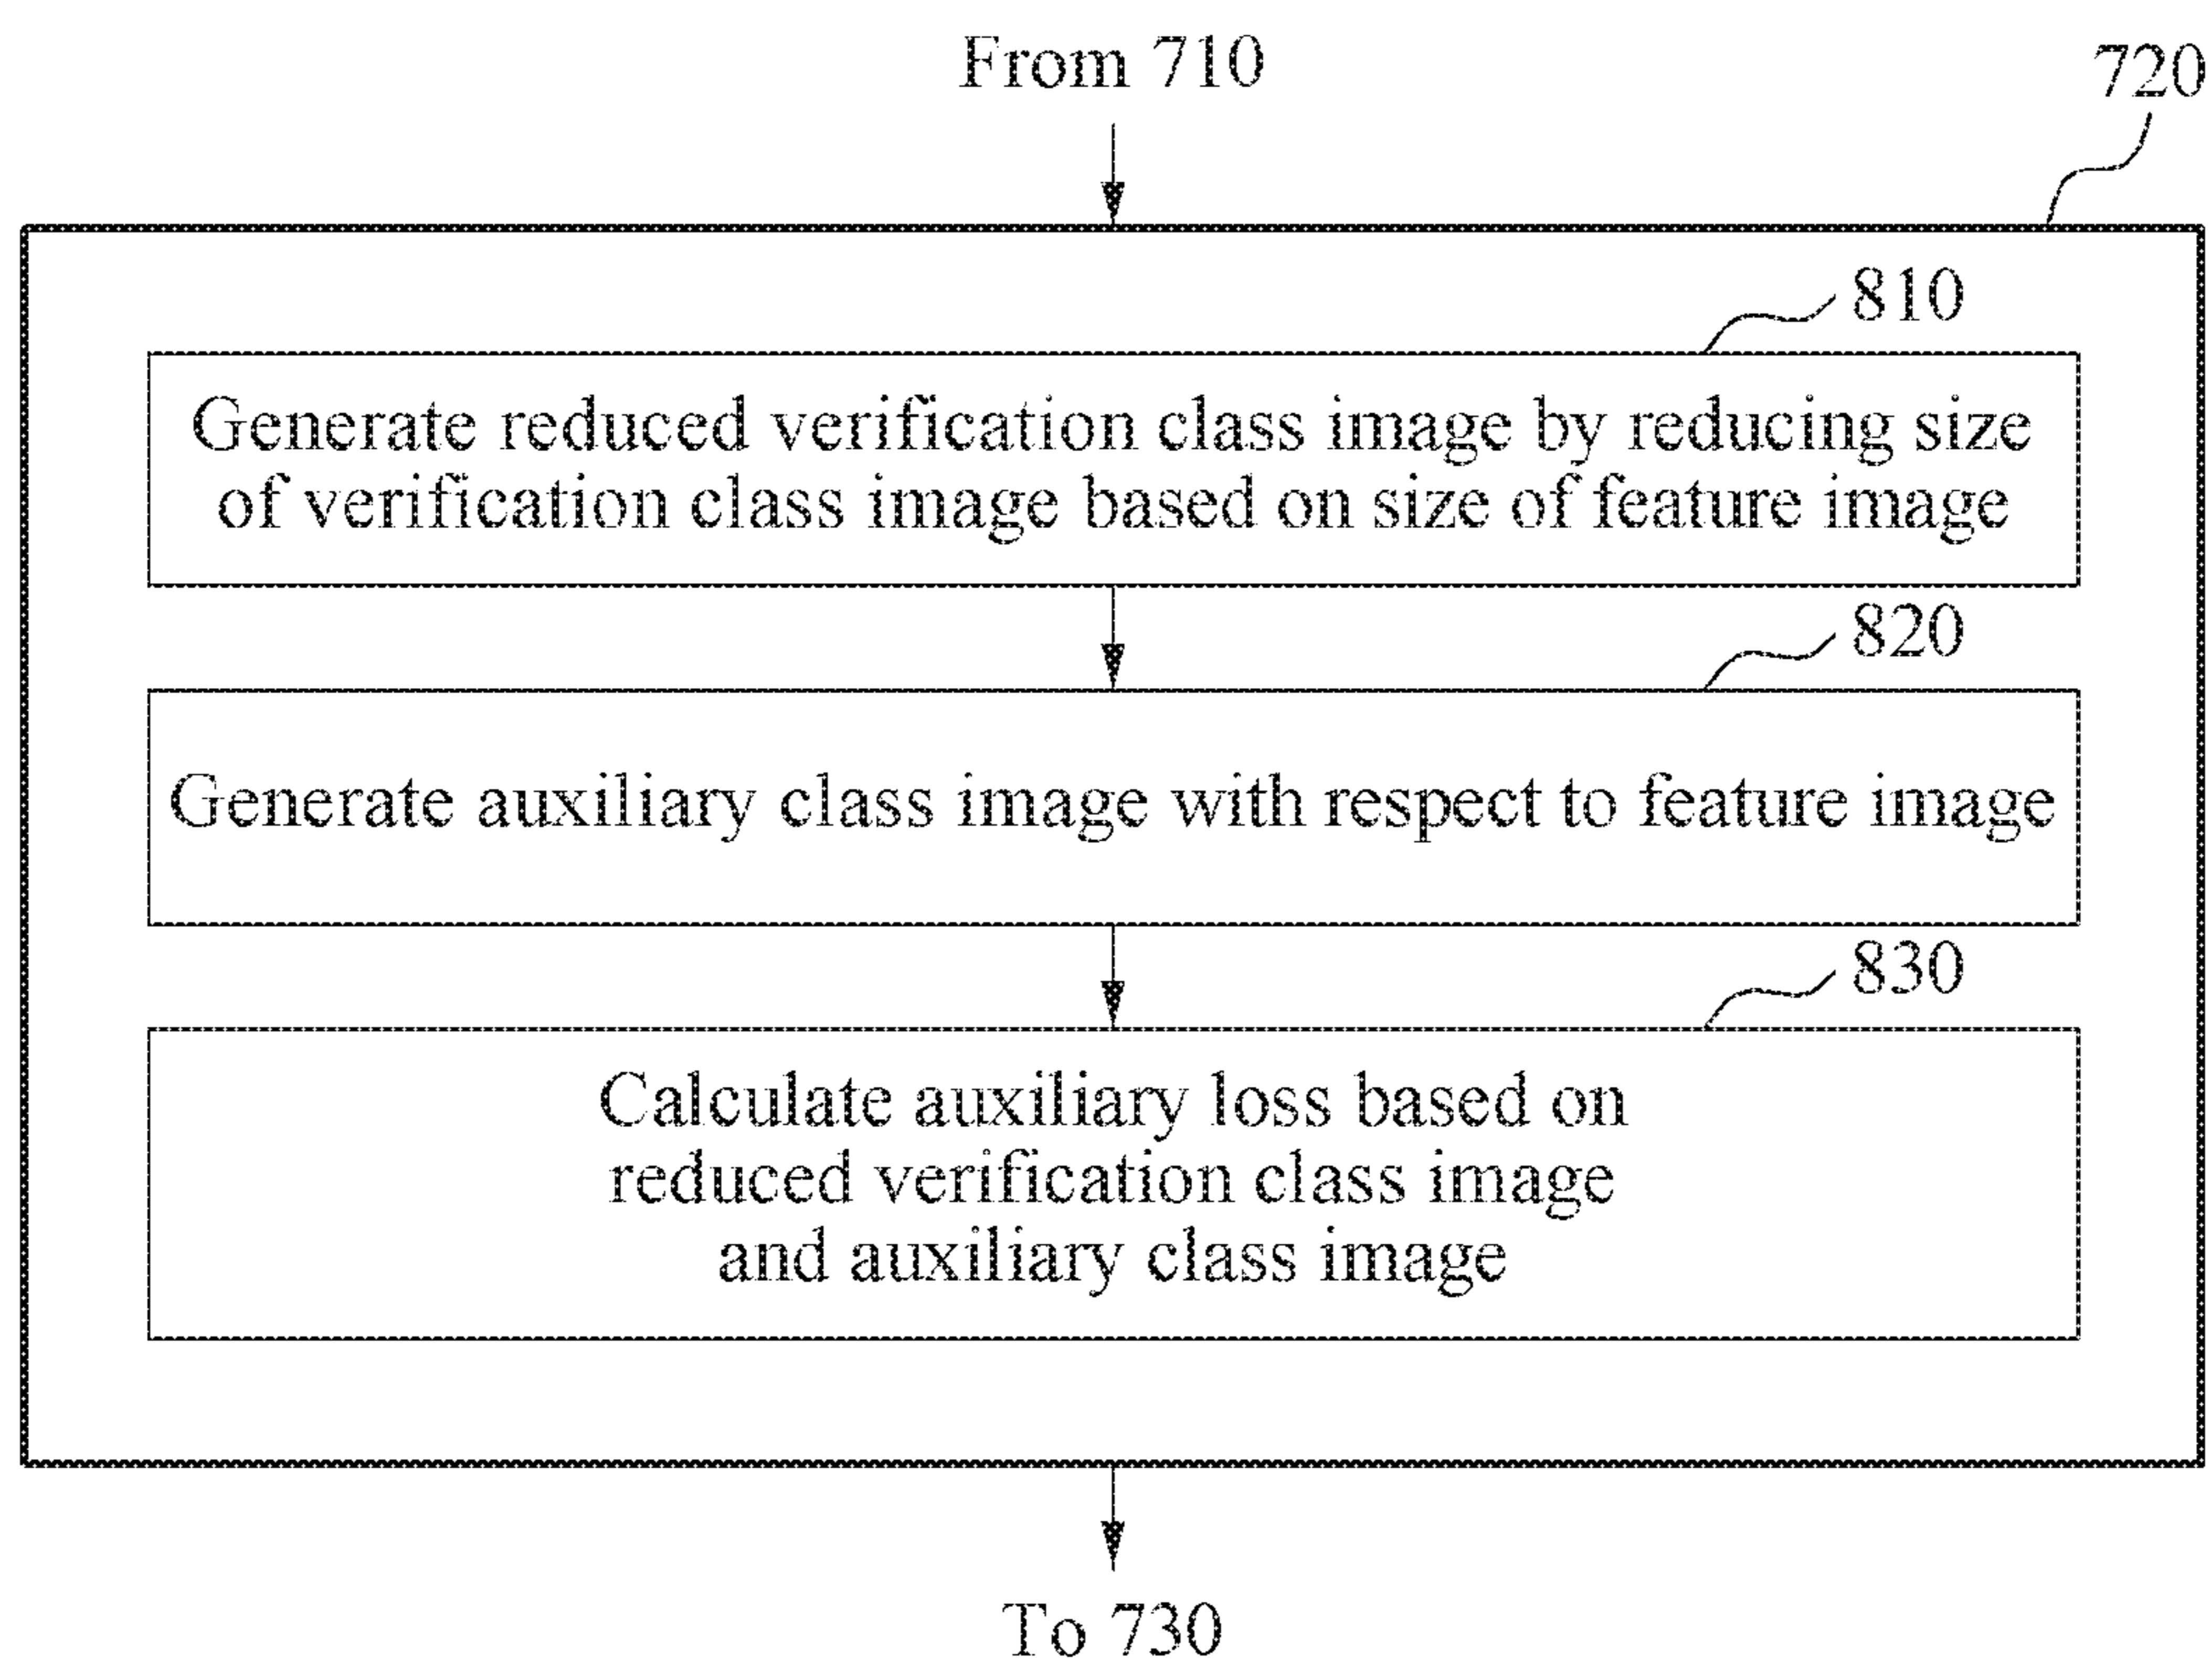 From 710
720
810
Generate reduced verification class image by reducing size
of verification class image based on size of feature image
820
Generate auxiliary class image with respect to feature image
830
Calculate auxiliary loss based on
reduced verification class image
and auxiliary class image
To 730